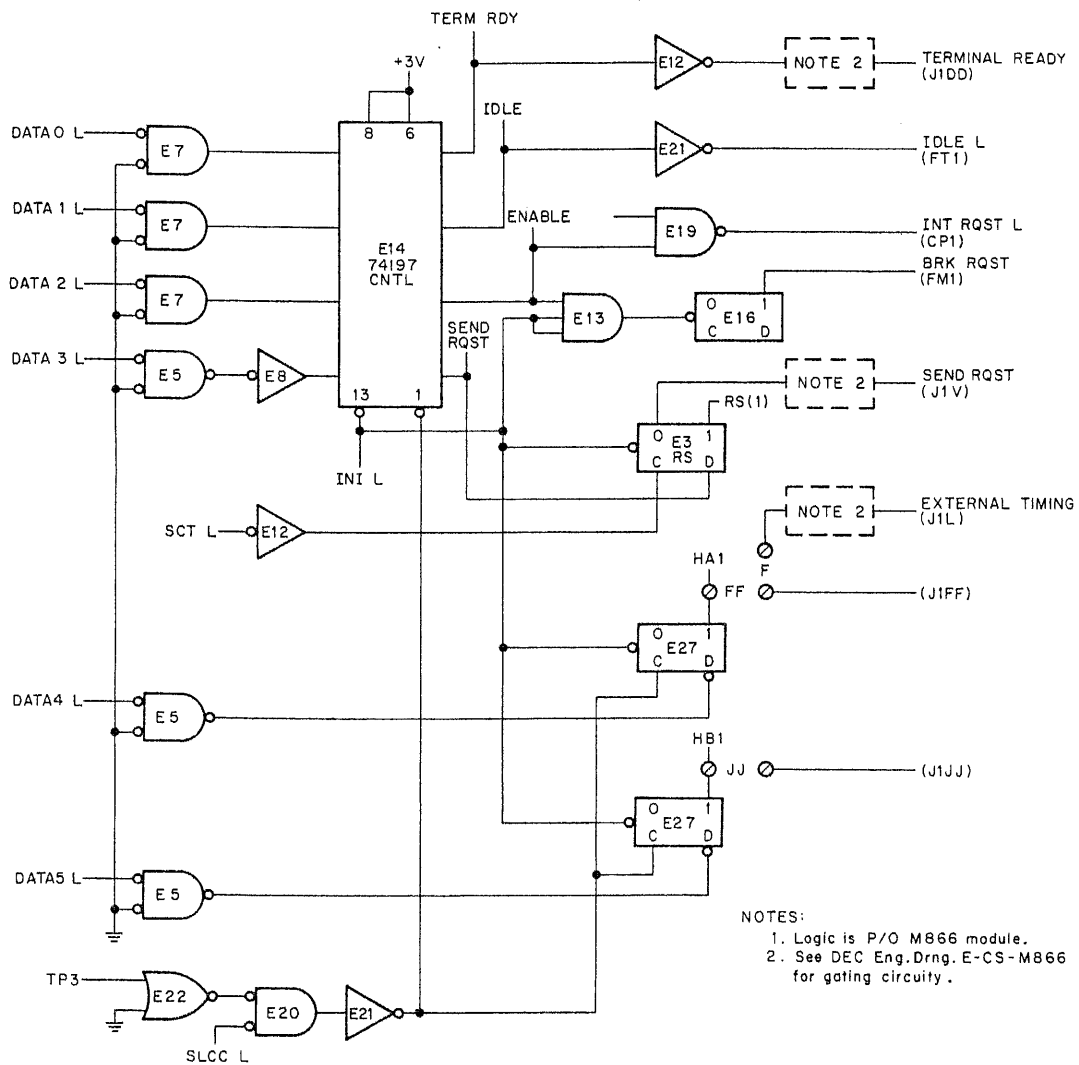 TERM RDY
+3V
E12
NOTE 2
TERMINAL READY
(J1DD)
8 6
IDLE
DATA 0 L
E7
E21
IDLE L
(FT1)
DATA 1 L
E7
ENABLE
E19
INT RQST L
(CP1)
E14
74197
CNTL
DATA 2 L
E7
BRK RQST
(FM1)
E13
0 1
E16
C D
SEND
RQST
DATA 3 L
E5
E8
NOTE 2
SEND RQST
(J1V)
13 1
RS(1)
0 1
E3
RS
C D
INI L
SCT L
E12
NOTE 2
EXTERNAL TIMING
(J1L)
F
HA1
FF
(J1FF)
0 1
E27
C D
DATA4 L
E5
HB1
JJ
(J1JJ)
0 1
E27
C D
DATA5 L
E5
NOTES:
1. Logic is P/O M866 module.
2. See DEC Eng. Drng. E-CS-M866
for gating circuity.
TP3
E22
E20
E21
SLCC L